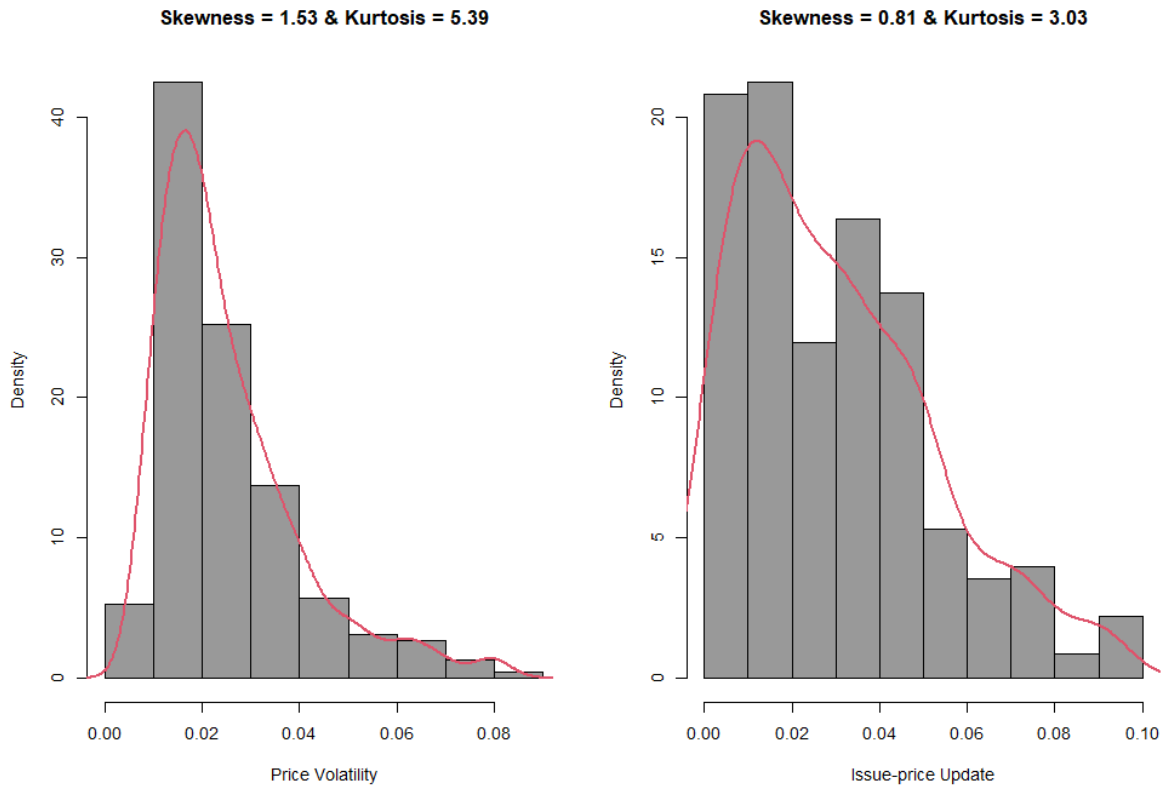 Skewness = 1.53 & Kurtosis = 5.39
Density
0
10
20
30
40
0.00 0.02 0.04 0.06 0.08
Price Volatility
Skewness = 0.81 & Kurtosis = 3.03
Density
0
5
10
15
20
0.00 0.02 0.04 0.06 0.08 0.10
Issue-price Update